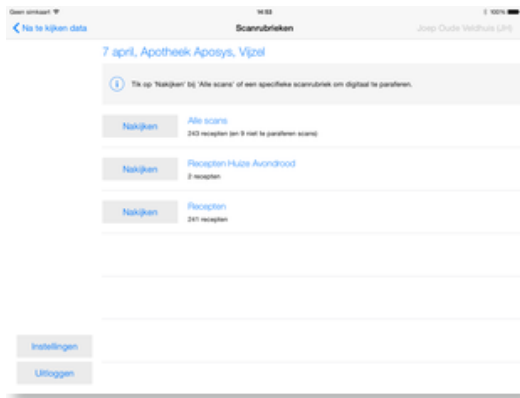 Geen simkaart 14:53 100%
Na te kijken data Scanrubrieken Joep Oude Veldhuis (JH)
7 april, Apotheek Aposys, Vijzel
Tik op 'Nakijken' bij 'Alle scans' of een specifieke scanrubriek om digitaal te paraferen.
Nakijken Alle scans
243 recepten (en 9 niet te paraferen scans)
Nakijken Recepten Huize Avondrood
2 recepten
Nakijken Recepten
241 recepten
Instellingen
Uitloggen